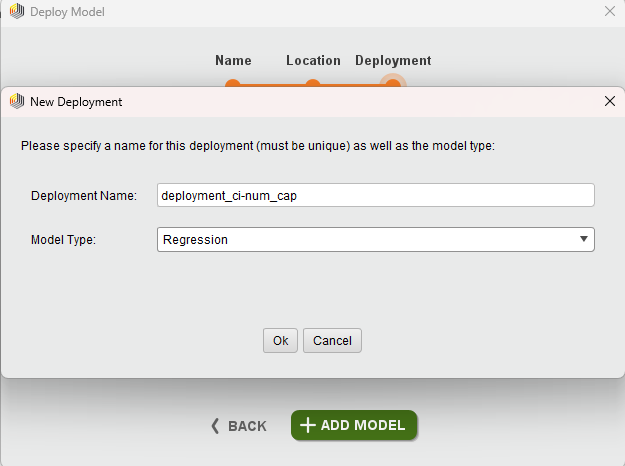 Deploy Model
Name Location Deployment
New Deployment
Please specify a name for this deployment (must be unique) as well as the model type:
Deployment Name: deployment_ci-num_cap
Model Type: Regression
Ok Cancel
BACK ADD MODEL